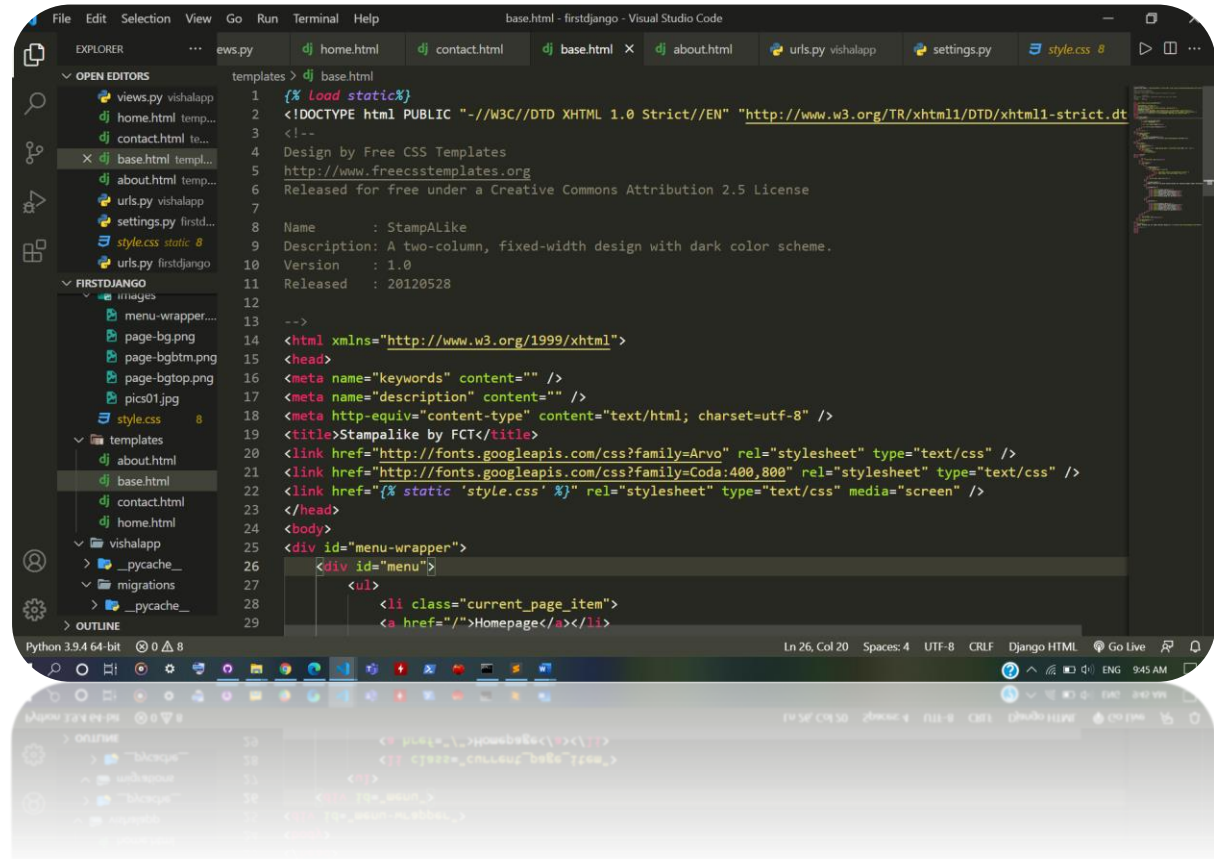 File Edit Selection View Go Run Terminal Help
base.html - firstdjango - Visual Studio Code
EXPLORER
ews.py
home.html
contact.html
base.html
about.html
urls.py vishalapp
settings.py
style.css 8
OPEN EDITORS
views.py vishalapp
home.html temp...
contact.html te...
base.html templ...
about.html temp...
urls.py vishalapp
settings.py firstd...
style.css static 8
urls.py firstdjango
FIRSTDJANGO
images
menu-wrapper....
page-bg.png
page-bgbtm.png
page-bgtop.png
pics01.jpg
style.css 8
templates
about.html
base.html
contact.html
home.html
vishalapp
__pycache__
migrations
__pycache__
OUTLINE
templates > base.html
1 {% load static%}
2 <!DOCTYPE html PUBLIC "-//W3C//DTD XHTML 1.0 Strict//EN" "http://www.w3.org/TR/xhtml1/DTD/xhtml1-strict.dt
3 <!--
4 Design by Free CSS Templates
5 http://www.freecsstemplates.org
6 Released for free under a Creative Commons Attribution 2.5 License
7
8 Name : StampALike
9 Description: A two-column, fixed-width design with dark color scheme.
10 Version : 1.0
11 Released : 20120528
12
13 -->
14 <html xmlns="http://www.w3.org/1999/xhtml">
15 <head>
16 <meta name="keywords" content="" />
17 <meta name="description" content="" />
18 <meta http-equiv="content-type" content="text/html; charset=utf-8" />
19 <title>Stampalike by FCT</title>
20 <link href="http://fonts.googleapis.com/css?family=Arvo" rel="stylesheet" type="text/css" />
21 <link href="http://fonts.googleapis.com/css?family=Coda:400,800" rel="stylesheet" type="text/css" />
22 <link href="{% static 'style.css' %}" rel="stylesheet" type="text/css" media="screen" />
23 </head>
24 <body>
25 <div id="menu-wrapper">
26 <div id="menu">
27 <ul>
28 <li class="current_page_item">
29 <a href="/">Homepage</a></li>
Python 3.9.4 64-bit 0 8
Ln 26, Col 20 Spaces: 4 UTF-8 CRLF Django HTML Go Live
ENG 9:45 AM